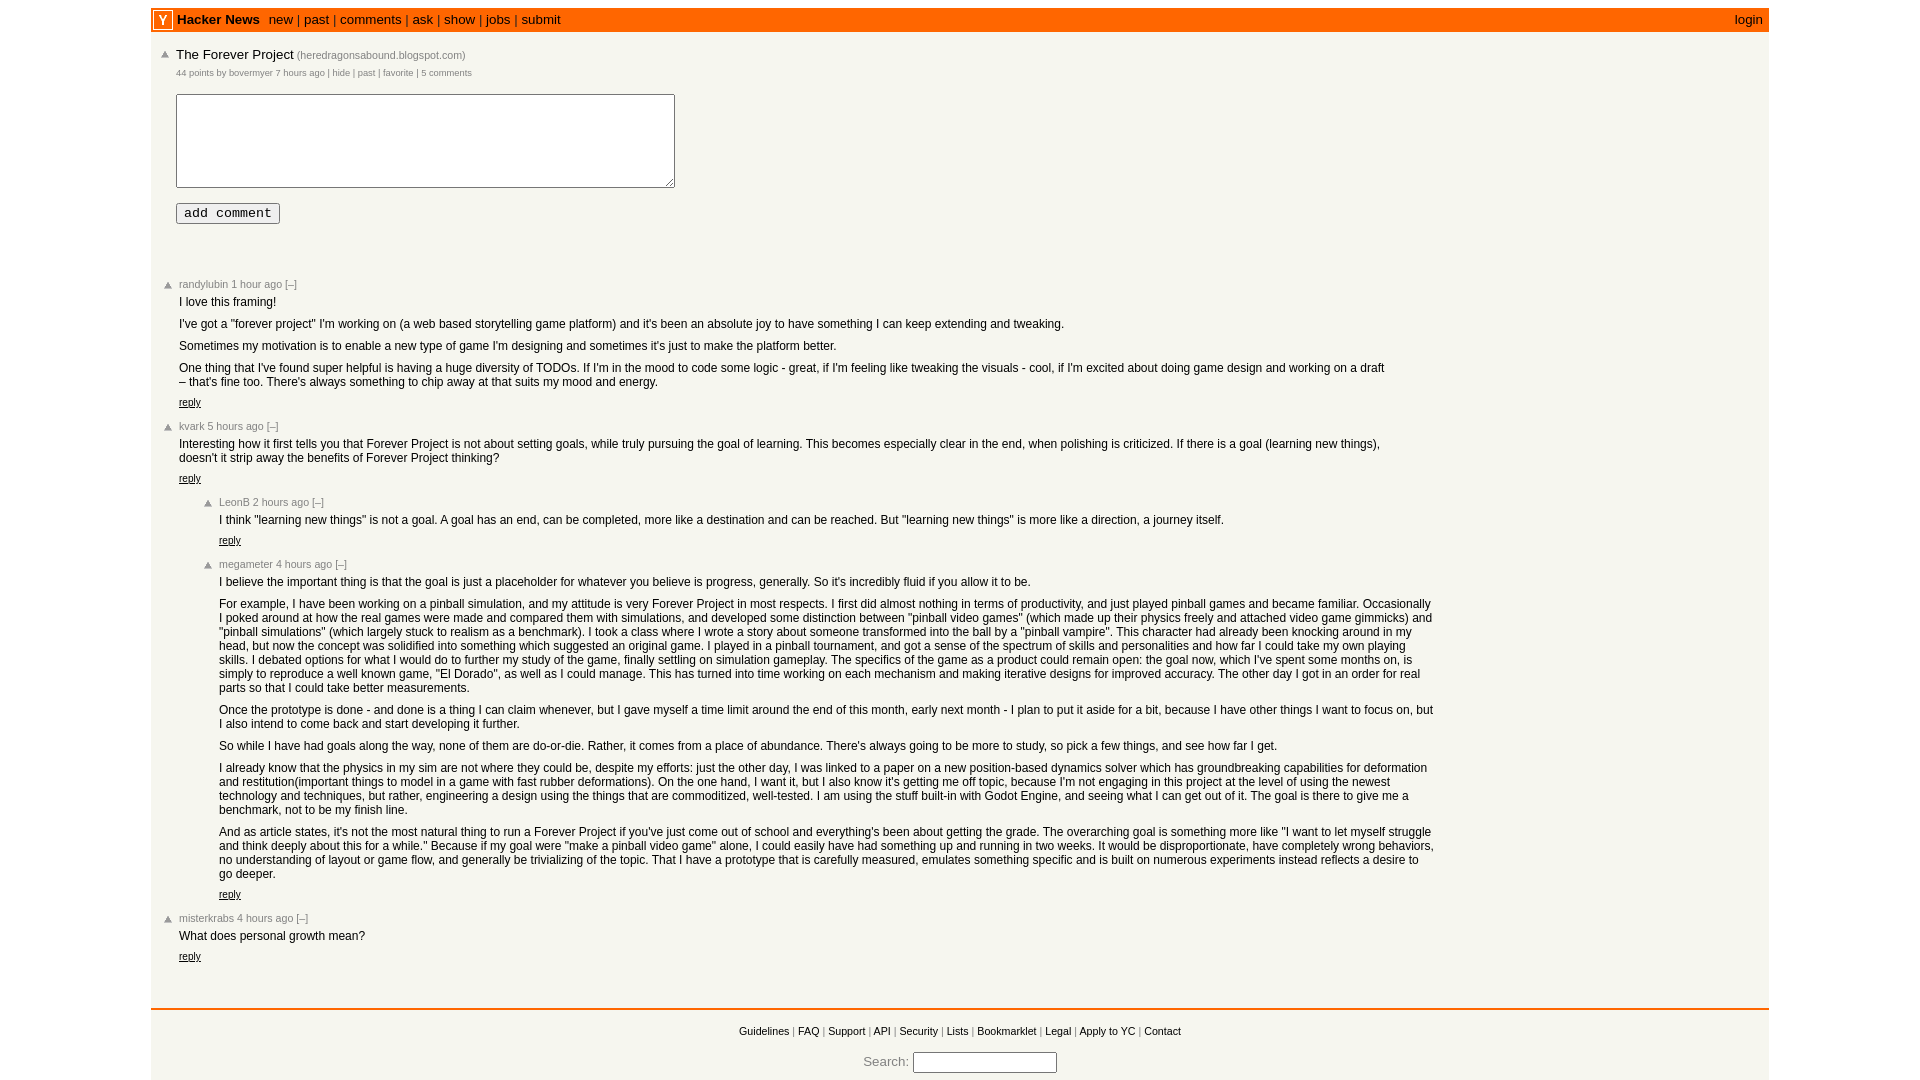 Y Hacker News new | past | comments | ask | show | jobs | submit login
The Forever Project (heredragonsabound.blogspot.com)
44 points by bovermyer 7 hours ago | hide | past | favorite | 5 comments
add comment
randylubin 1 hour ago [–]
I love this framing!
I've got a "forever project" I'm working on (a web based storytelling game platform) and it's been an absolute joy to have something I can keep extending and tweaking.
Sometimes my motivation is to enable a new type of game I'm designing and sometimes it's just to make the platform better.
One thing that I've found super helpful is having a huge diversity of TODOs. If I'm in the mood to code some logic - great, if I'm feeling like tweaking the visuals - cool, if I'm excited about doing game design and working on a draft
– that's fine too. There's always something to chip away at that suits my mood and energy.
reply
kvark 5 hours ago [–]
Interesting how it first tells you that Forever Project is not about setting goals, while truly pursuing the goal of learning. This becomes especially clear in the end, when polishing is criticized. If there is a goal (learning new things),
doesn't it strip away the benefits of Forever Project thinking?
reply
LeonB 2 hours ago [–]
I think "learning new things" is not a goal. A goal has an end, can be completed, more like a destination and can be reached. But "learning new things" is more like a direction, a journey itself.
reply
megameter 4 hours ago [–]
I believe the important thing is that the goal is just a placeholder for whatever you believe is progress, generally. So it's incredibly fluid if you allow it to be.
For example, I have been working on a pinball simulation, and my attitude is very Forever Project in most respects. I first did almost nothing in terms of productivity, and just played pinball games and became familiar. Occasionally
I poked around at how the real games were made and compared them with simulations, and developed some distinction between "pinball video games" (which made up their physics freely and attached video game gimmicks) and
"pinball simulations" (which largely stuck to realism as a benchmark). I took a class where I wrote a story about someone transformed into the ball by a "pinball vampire". This character had already been knocking around in my
head, but now the concept was solidified into something which suggested an original game. I played in a pinball tournament, and got a sense of the spectrum of skills and personalities and how far I could take my own playing
skills. I debated options for what I would do to further my study of the game, finally settling on simulation gameplay. The specifics of the game as a product could remain open: the goal now, which I've spent some months on, is
simply to reproduce a well known game, "El Dorado", as well as I could manage. This has turned into time working on each mechanism and making iterative designs for improved accuracy. The other day I got in an order for real
parts so that I could take better measurements.
Once the prototype is done - and done is a thing I can claim whenever, but I gave myself a time limit around the end of this month, early next month - I plan to put it aside for a bit, because I have other things I want to focus on, but
I also intend to come back and start developing it further.
So while I have had goals along the way, none of them are do-or-die. Rather, it comes from a place of abundance. There's always going to be more to study, so pick a few things, and see how far I get.
I already know that the physics in my sim are not where they could be, despite my efforts: just the other day, I was linked to a paper on a new position-based dynamics solver which has groundbreaking capabilities for deformation
and restitution(important things to model in a game with fast rubber deformations). On the one hand, I want it, but I also know it's getting me off topic, because I'm not engaging in this project at the level of using the newest
technology and techniques, but rather, engineering a design using the things that are commoditized, well-tested. I am using the stuff built-in with Godot Engine, and seeing what I can get out of it. The goal is there to give me a
benchmark, not to be my finish line.
And as article states, it's not the most natural thing to run a Forever Project if you've just come out of school and everything's been about getting the grade. The overarching goal is something more like "I want to let myself struggle
and think deeply about this for a while." Because if my goal were "make a pinball video game" alone, I could easily have had something up and running in two weeks. It would be disproportionate, have completely wrong behaviors,
no understanding of layout or game flow, and generally be trivializing of the topic. That I have a prototype that is carefully measured, emulates something specific and is built on numerous experiments instead reflects a desire to
go deeper.
reply
misterkrabs 4 hours ago [–]
What does personal growth mean?
reply
Guidelines | FAQ | Support | API | Security | Lists | Bookmarklet | Legal | Apply to YC | Contact
Search: